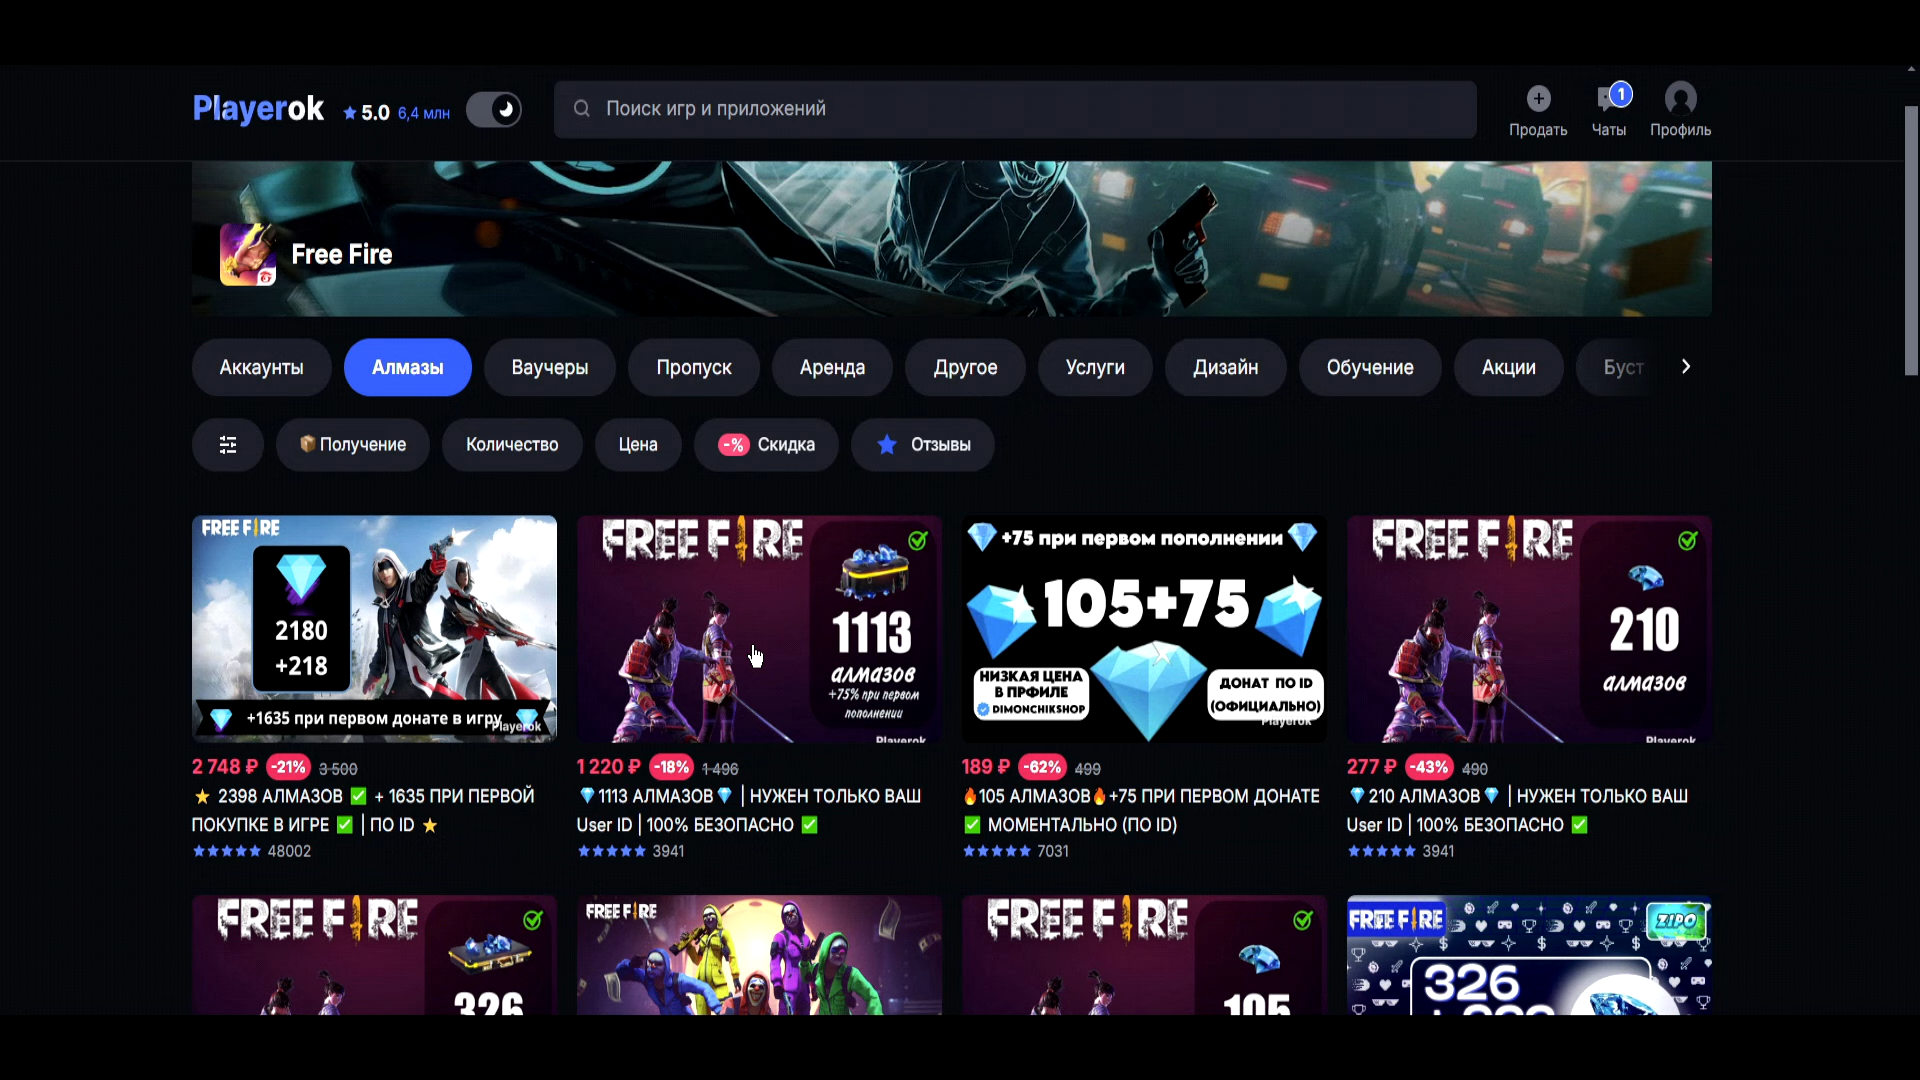 Playerok
5.0 6,4 млн
Поиск игр и приложений
1
Продать
Чаты
Профиль
Free Fire
Аккаунты
Алмазы
Ваучеры
Пропуск
Аренда
Другое
Услуги
Дизайн
Обучение
Акции
Буст
Получение
Количество
Цена
-% Скидка
Отзывы
FREE FIRE
2180
+218
+1635 при первом донате в игру
Playerok
2 748 ₽ -21% 3 500
2398 АЛМАЗОВ ✅ + 1635 ПРИ ПЕРВОЙ
ПОКУПКЕ В ИГРЕ ✅ | ПО ID
48002
FREE FIRE
1113
алмазов
+75% при первом
пополнении
Playerok
1 220 ₽ -18% 1 496
💎1113 АЛМАЗОВ💎 | НУЖЕН ТОЛЬКО ВАШ
User ID | 100% БЕЗОПАСНО ✅
3941
+75 при первом пополнении
105+75
НИЗКАЯ ЦЕНА
В ПРФИЛЕ
DIMONCHIKSHOP
ДОНАТ ПО ID
(ОФИЦИАЛЬНО)
Playerok
189 ₽ -62% 499
🔥105 АЛМАЗОВ🔥+75 ПРИ ПЕРВОМ ДОНАТЕ
✅ МОМЕНТАЛЬНО (ПО ID)
7031
FREE FIRE
210
алмазов
Playerok
277 ₽ -43% 490
💎210 АЛМАЗОВ💎 | НУЖЕН ТОЛЬКО ВАШ
User ID | 100% БЕЗОПАСНО ✅
3941
FREE FIRE
326
FREE FIRE
FREE FIRE
105
FREE FIRE
ZIPO
326